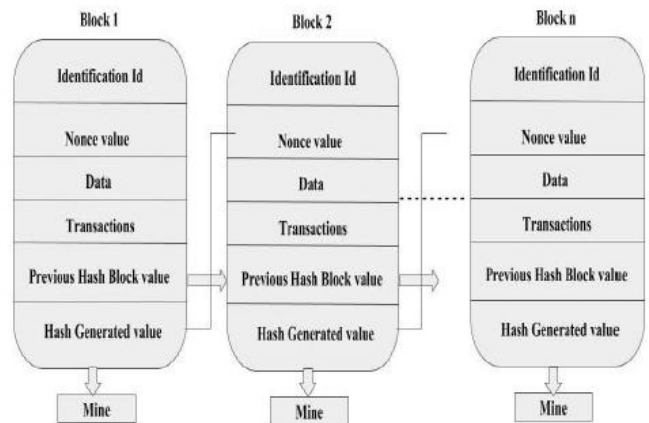 Block 1
Identification Id
Nonce value
Data
Transactions
Previous Hash Block value
Hash Generated value
Mine
Block 2
Identification Id
Nonce value
Data
Transactions
Previous Hash Block value
Hash Generated value
Mine
Block n
Identification Id
Nonce value
Data
Transactions
Previous Hash Block value
Hash Generated value
Mine